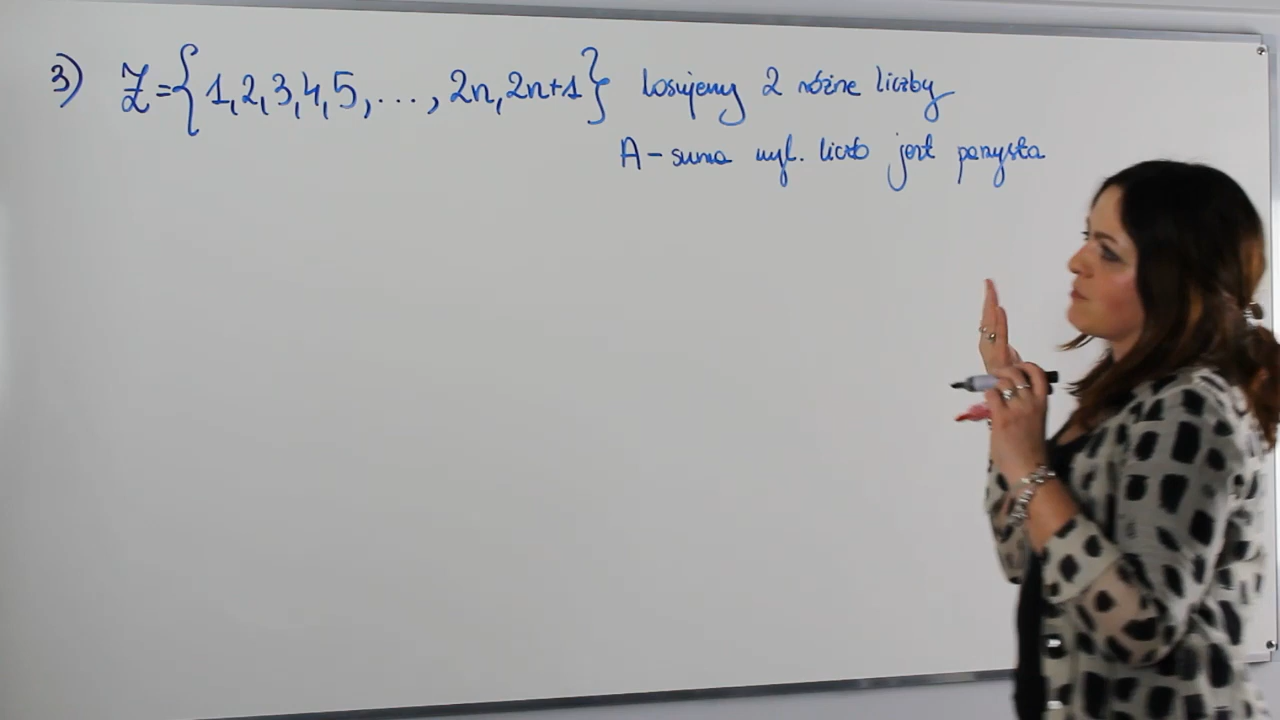 3) Z={1,2,3,4,5,...,2n,2n+1} losujemy 2 różne liczby
A - suma wyl. liczb jest parzysta